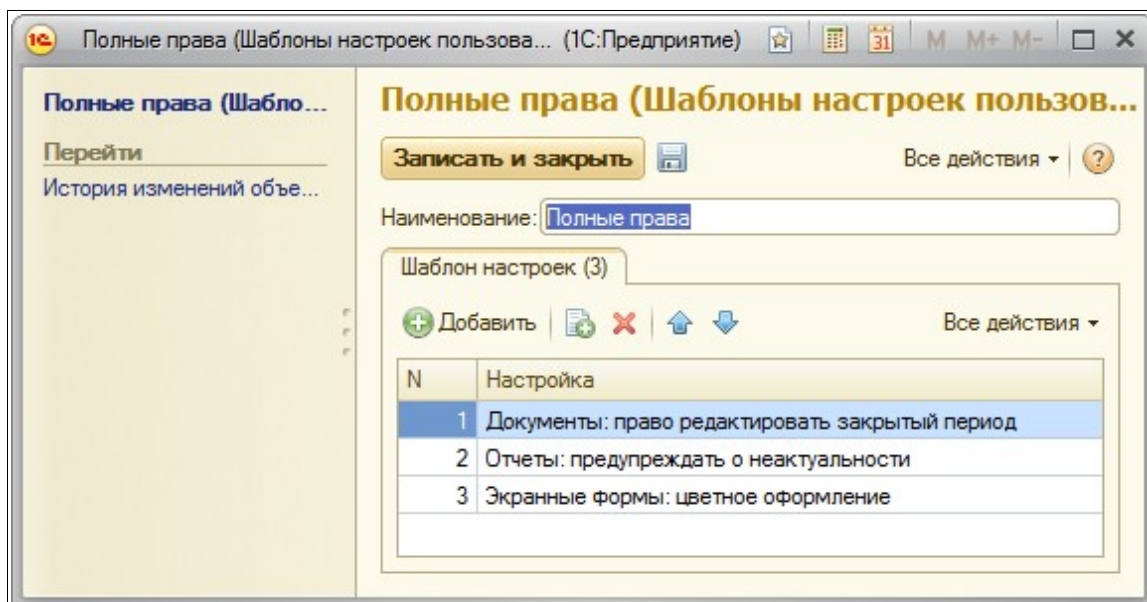 1С Полные права (Шаблоны настроек пользова... (1С:Предприятие) 31 M M+ M-
Полные права (Шабло...
Перейти
История изменений объе...
Полные права (Шаблоны настроек пользов...
Записать и закрыть Все действия ?
Наименование: Полные права
Шаблон настроек (3)
Добавить Все действия
N Настройка
1 Документы: право редактировать закрытый период
2 Отчеты: предупреждать о неактуальности
3 Экранные формы: цветное оформление